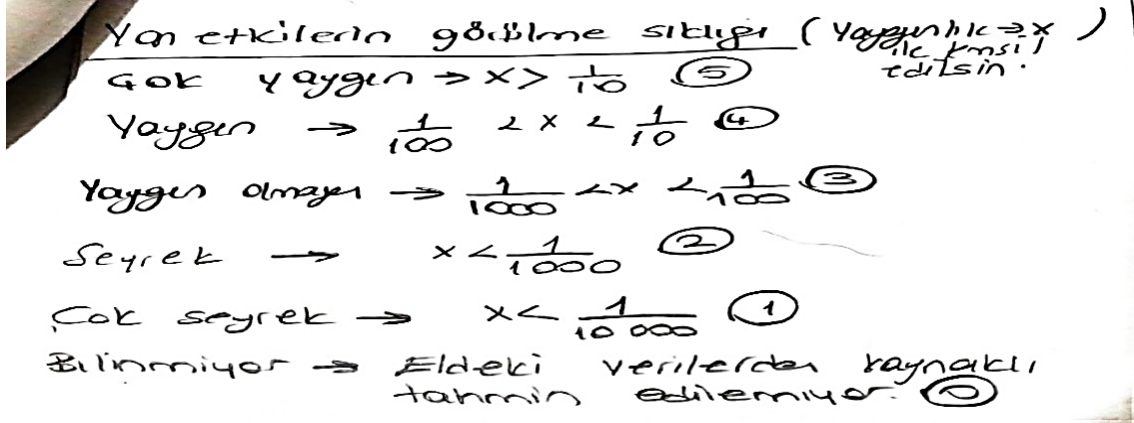 Yan etkilerin görülme sıklığı (Yaygınlık → x ile temsil edilsin.)
Çok yaygın → x > 1/10 ⑤
Yaygın → 1/100 < x < 1/10 ④
Yaygın olmayan → 1/1000 < x < 1/100 ③
Seyrek → x < 1/1000 ②
Çok seyrek → x < 1/10 000 ①
Bilinmiyor → Eldeki verilerden kaynaklı
tahmin edilemiyor. ⓪